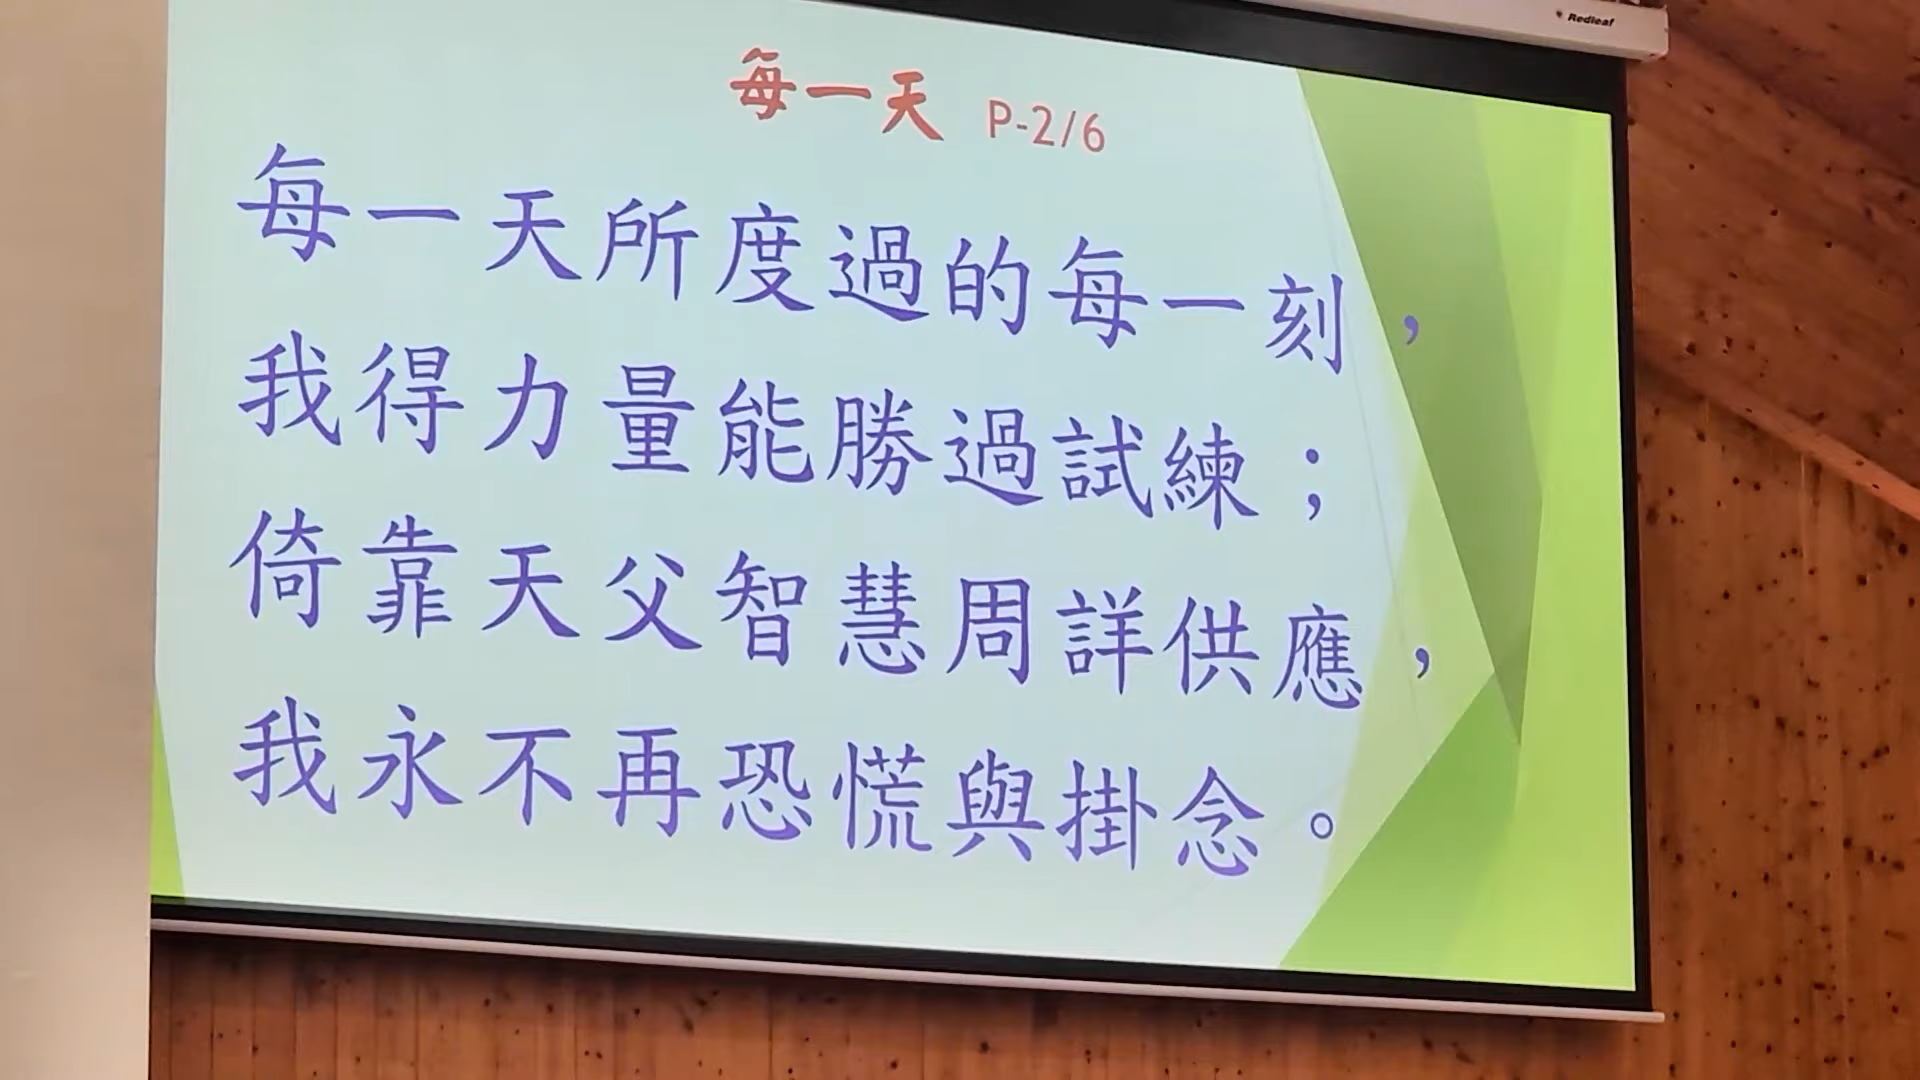 Redleaf
每一天 P-2/6
每一天所度過的每一刻，
我得力量能勝過試練；
倚靠天父智慧周詳供應，
我永不再恐慌與掛念。